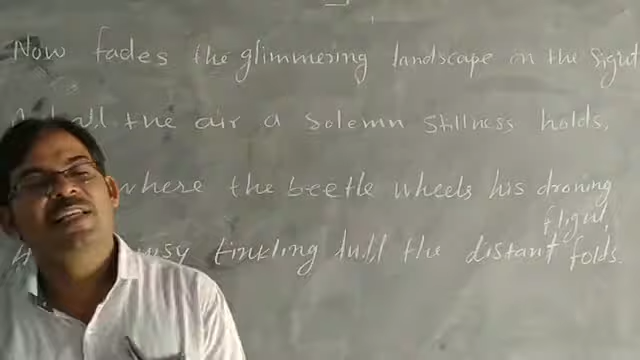 Now fades the glimmering landscape on the sight
all the air a solemn stillness holds,
where the beetle wheels his droning
flight,
tinkling lull the distant folds.